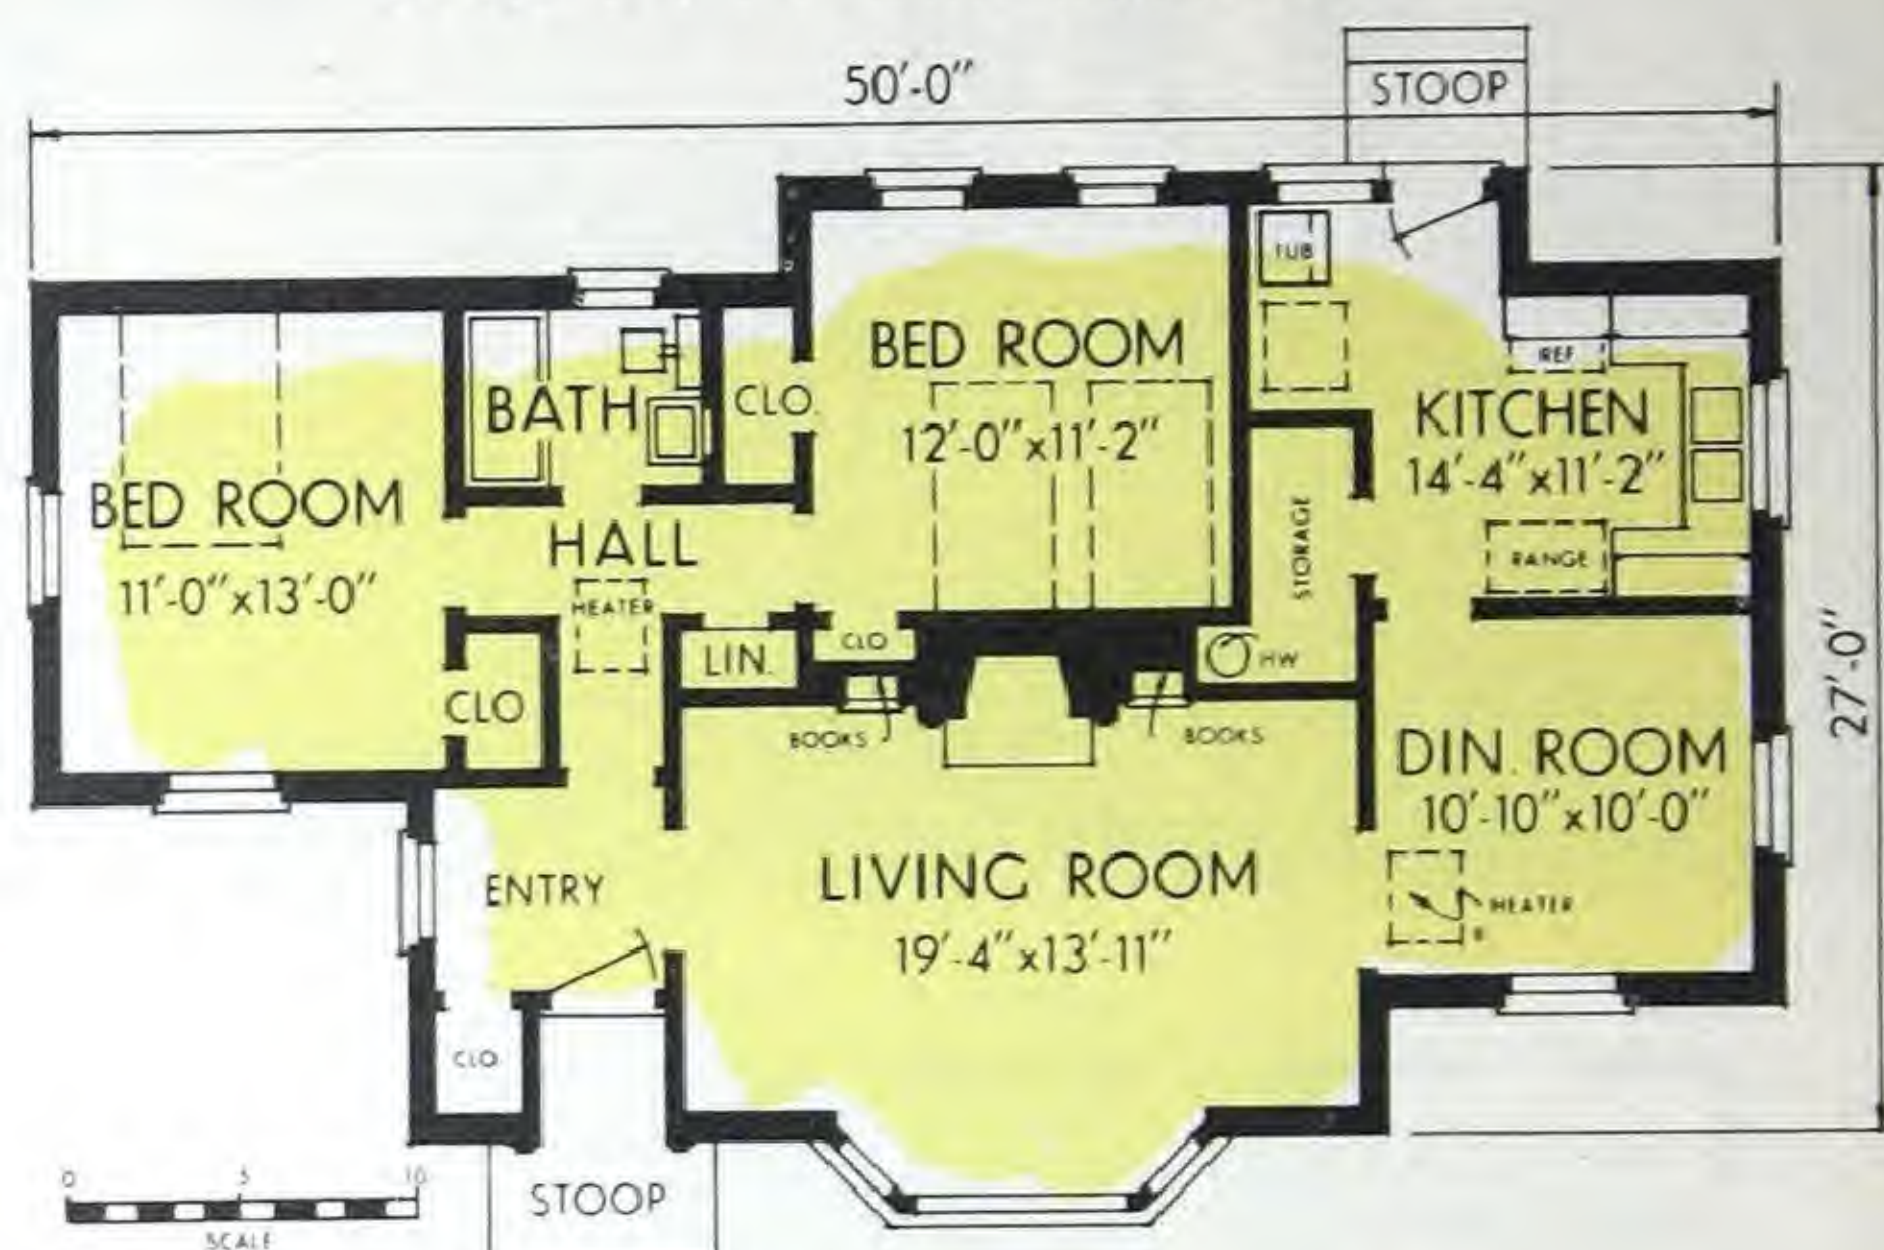 50'-0"
STOOP
TUB
BED ROOM
12'-0"x11'-2"
REF
BATH
CLO.
KITCHEN
14'-4"x11'-2"
BED ROOM
11'-0"x13'-0"
HALL
HEATER
STORAGE
RANGE
LIN.
CLO
HW
27'-0"
CLO
BOOKS
BOOKS
DIN. ROOM
10'-10"x10'-0"
ENTRY
LIVING ROOM
19'-4"x13'-11"
HEATER
CLO
STOOP
0 5 10
SCALE